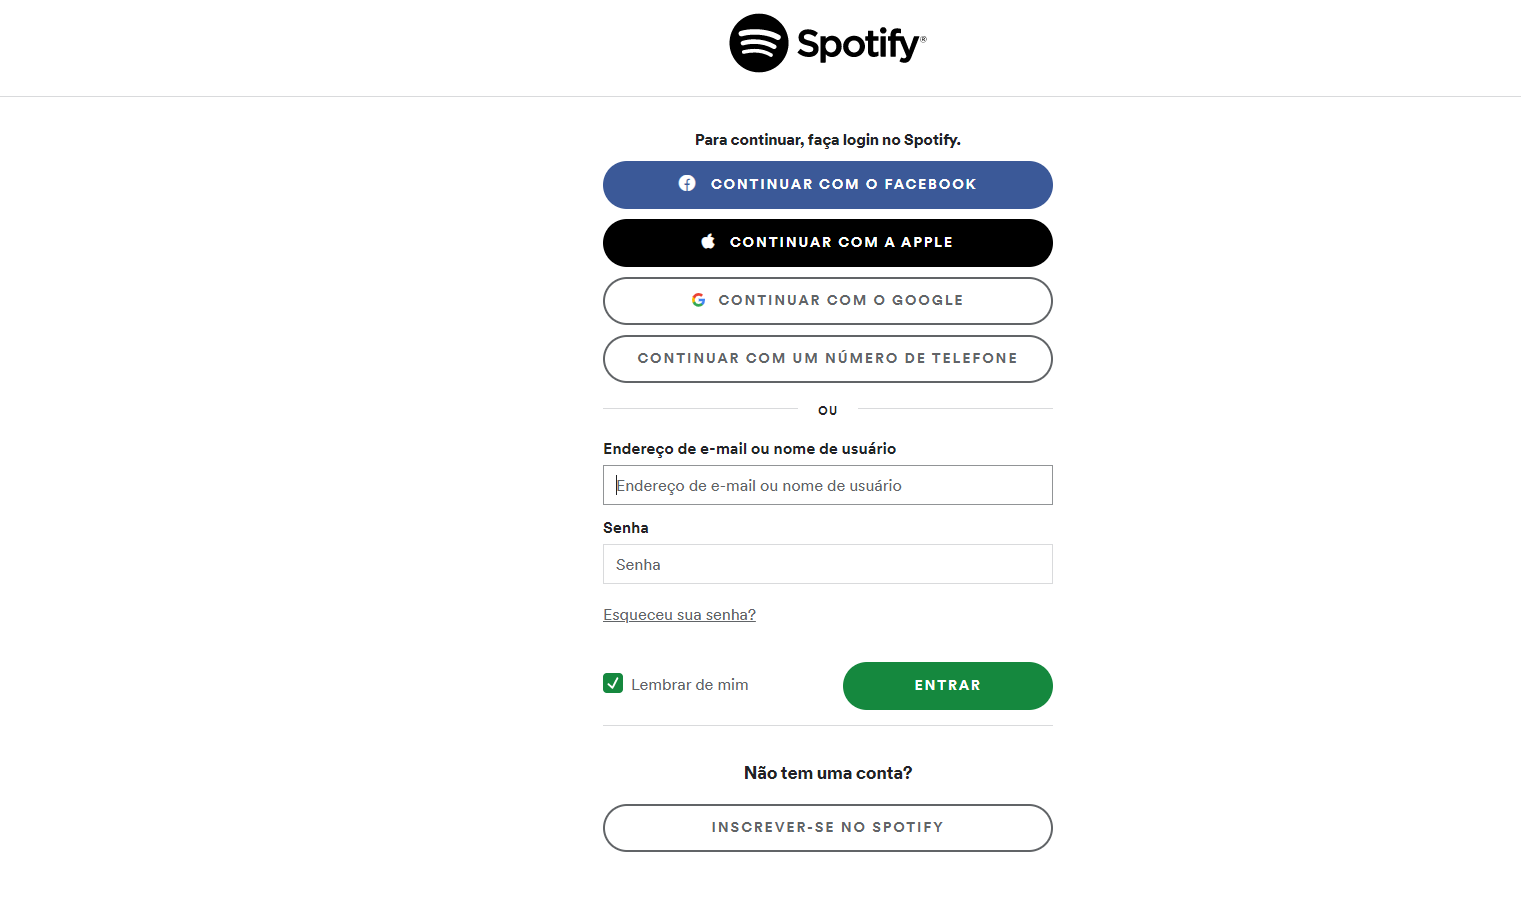 Spotify®
Para continuar, faça login no Spotify.
CONTINUAR COM O FACEBOOK
CONTINUAR COM A APPLE
CONTINUAR COM O GOOGLE
CONTINUAR COM UM NÚMERO DE TELEFONE
OU
Endereço de e-mail ou nome de usuário
Endereço de e-mail ou nome de usuário
Senha
Senha
Esqueceu sua senha?
Lembrar de mim
ENTRAR
Não tem uma conta?
INSCREVER-SE NO SPOTIFY